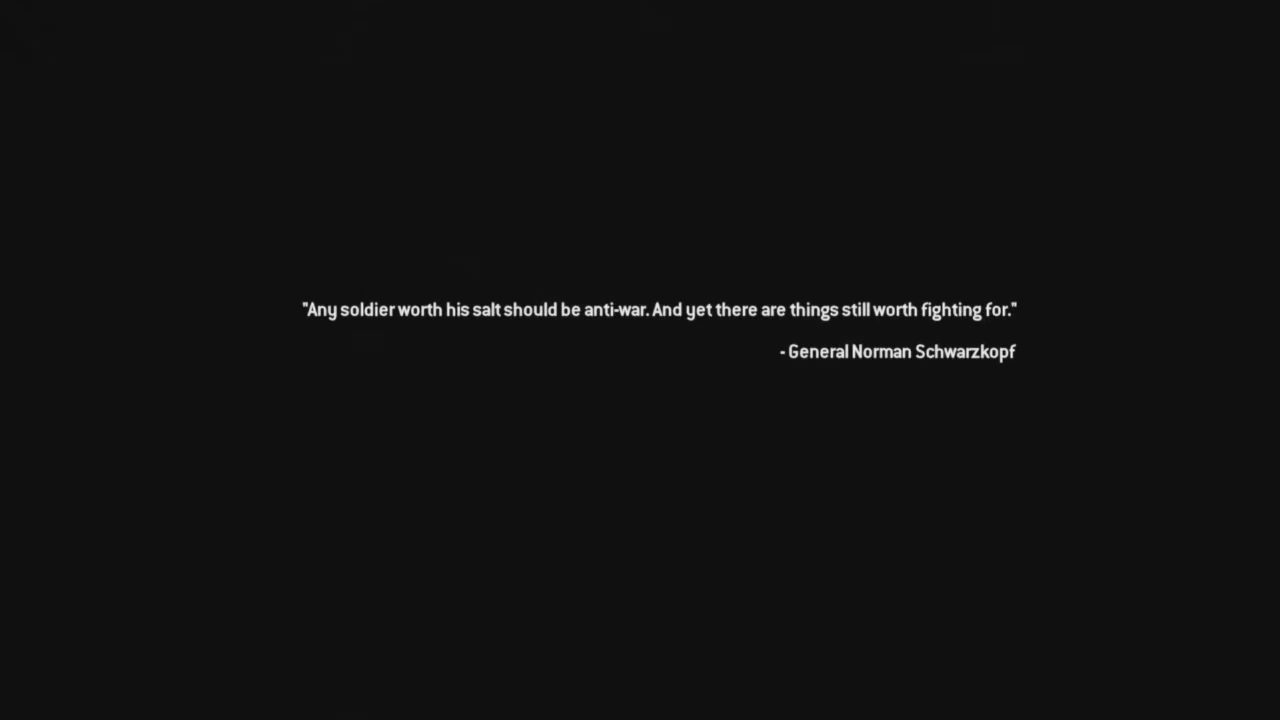 "Any soldier worth his salt should be anti-war. And yet there are things still worth fighting for."
- General Norman Schwarzkopf